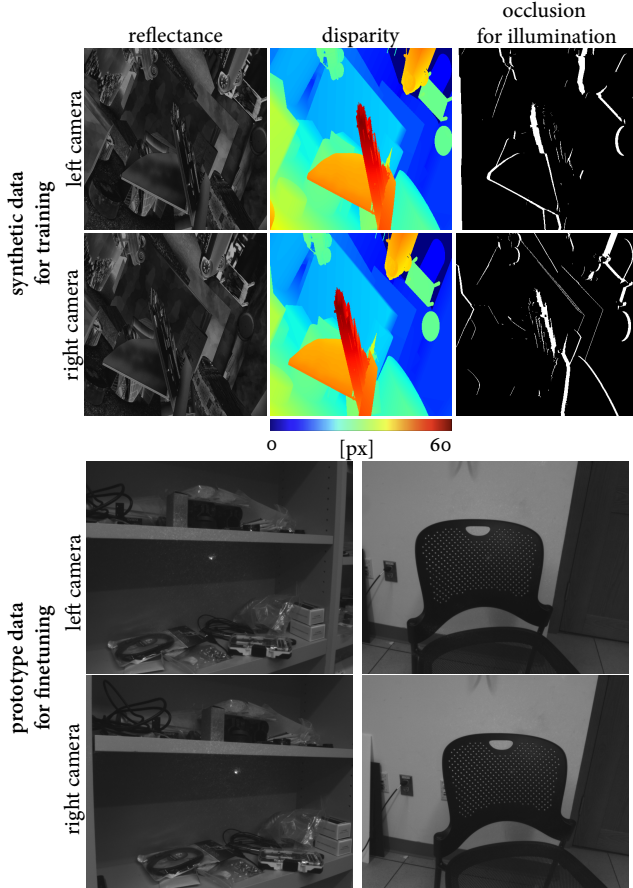 occlusion
reflectance disparity for illumination
left camera
synthetic data
for training
right camera
0 [px] 60
left camera
prototype data
for finetuning
right camera